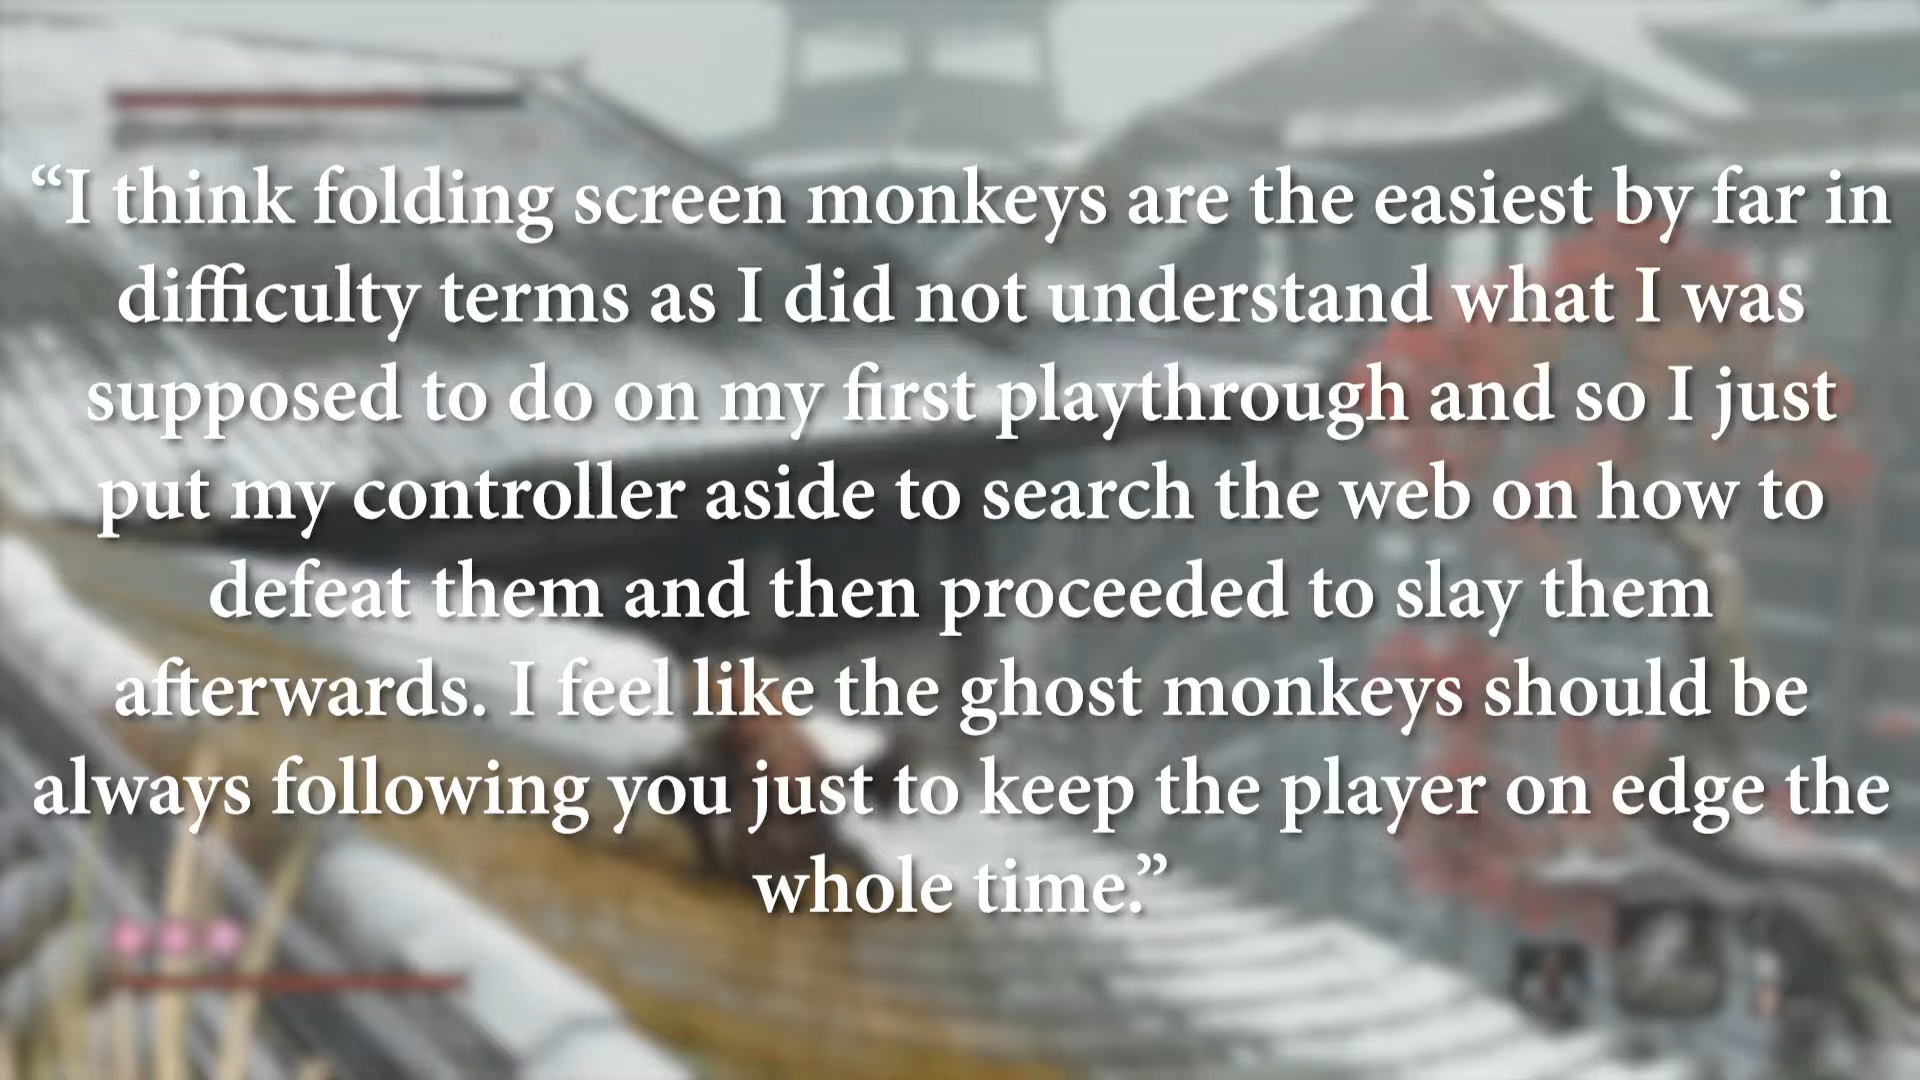 “I think folding screen monkeys are the easiest by far in
difficulty terms as I did not understand what I was
supposed to do on my first playthrough and so I just
put my controller aside to search the web on how to
defeat them and then proceeded to slay them
afterwards. I feel like the ghost monkeys should be
always following you just to keep the player on edge the
whole time.”